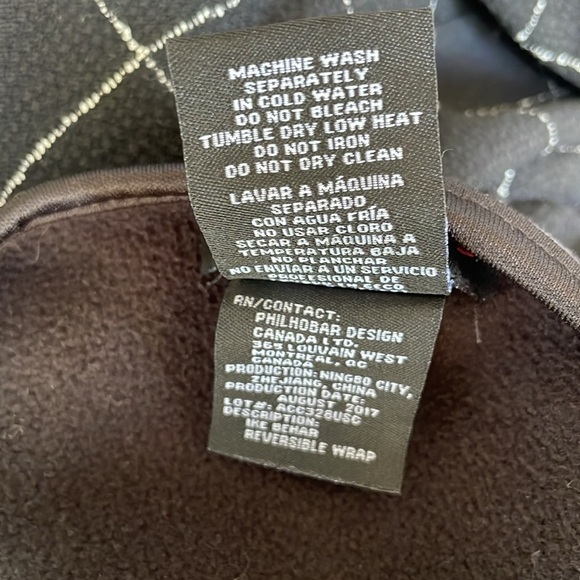 MACHINE WASH
SEPARATELY
IN COLD WATER
DO NOT BLEACH
TUMBLE DRY LOW HEAT
DO NOT IRON
DO NOT DRY CLEAN
LAVAR A MÁQUINA
SEPARADO
CON AGUA FRÍA
NO USAR CLORO
SECAR A MÁQUINA A
TEMPERATURA BAJA
NO PLANCHAR
NO ENVIAR A UN SERVICIO
PROFESIONAL DE
RN/CONTACT:
PHILHOBAR DESIGN
CANADA LTD.
365 LOUVAIN WEST
MONTREAL, QC
CANADA
PRODUCTION: NINGBO CITY,
ZHEJIANG, CHINA
PRODUCTION DATE:
AUGUST 2017
LOT#: ACC328USC
DESCRIPTION:
IKE BEHAR
REVERSIBLE WRAP